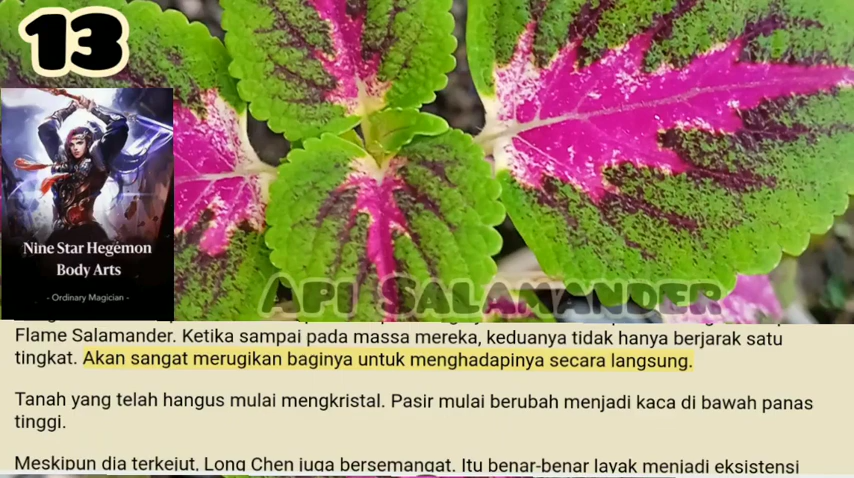 13
Nine Star Hegemon
Body Arts
- Ordinary Magician -
API SALAMANDER
Flame Salamander. Ketika sampai pada massa mereka, keduanya tidak hanya berjarak satu
tingkat. Akan sangat merugikan baginya untuk menghadapinya secara langsung.
Tanah yang telah hangus mulai mengkristal. Pasir mulai berubah menjadi kaca di bawah panas
tinggi.
Meskipun dia terkejut, Long Chen juga bersemangat. Itu benar-benar layak menjadi eksistensi